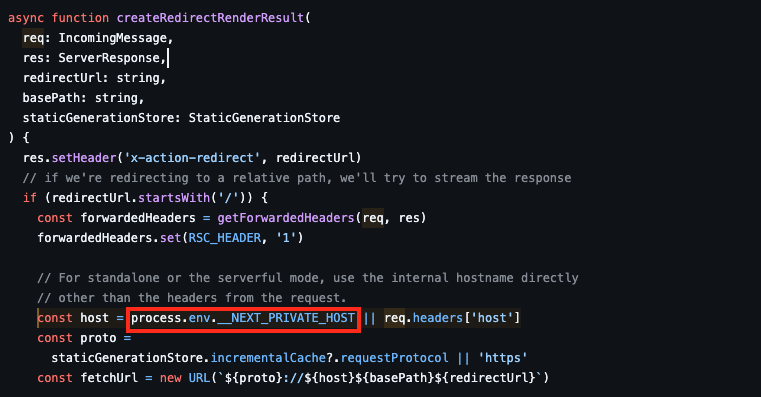 async function createRedirectRenderResult(
req: IncomingMessage,
res: ServerResponse,
redirectUrl: string,
basePath: string,
staticGenerationStore: StaticGenerationStore
) {
res.setHeader('x-action-redirect', redirectUrl)
// if we're redirecting to a relative path, we'll try to stream the response
if (redirectUrl.startsWith('/')) {
const forwardedHeaders = getForwardedHeaders(req, res)
forwardedHeaders.set(RSC_HEADER, '1')
// For standalone or the serverful mode, use the internal hostname directly
// other than the headers from the request.
const host = process.env.__NEXT_PRIVATE_HOST || req.headers['host']
const proto =
staticGenerationStore.incrementalCache?.requestProtocol || 'https'
const fetchUrl = new URL(`${proto}://${host}${basePath}${redirectUrl}`)